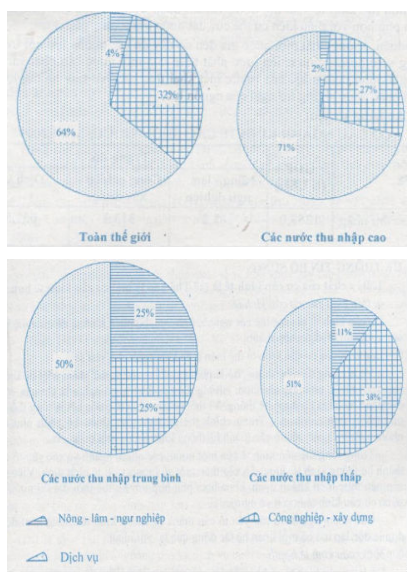 4%
32%
64%
2%
27%
71%
Toàn thế giới
Các nước thu nhập cao
25%
50%
25%
11%
51%
38%
Các nước thu nhập trung bình
Các nước thu nhập thấp
Nông - lâm - ngư nghiệp
Công nghiệp - xây dựng
Dịch vụ